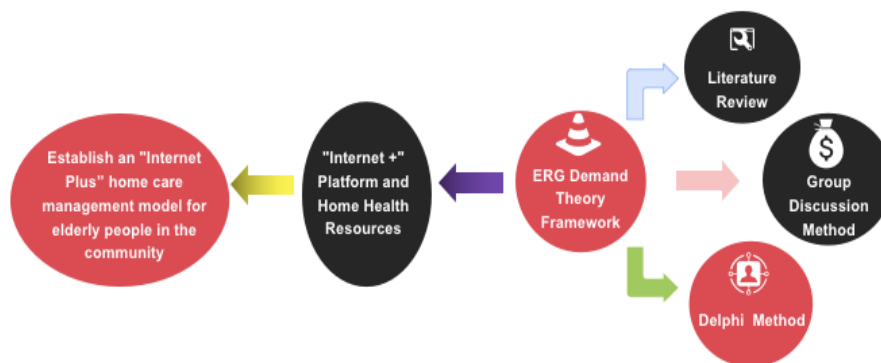 Establish an "Internet
Plus" home care
management model for
elderly people in the
community
"Internet +"
Platform and
Home Health
Resources
ERG Demand
Theory
Framework
Literature
Review
$
Group
Discussion
Method
Delphi Method